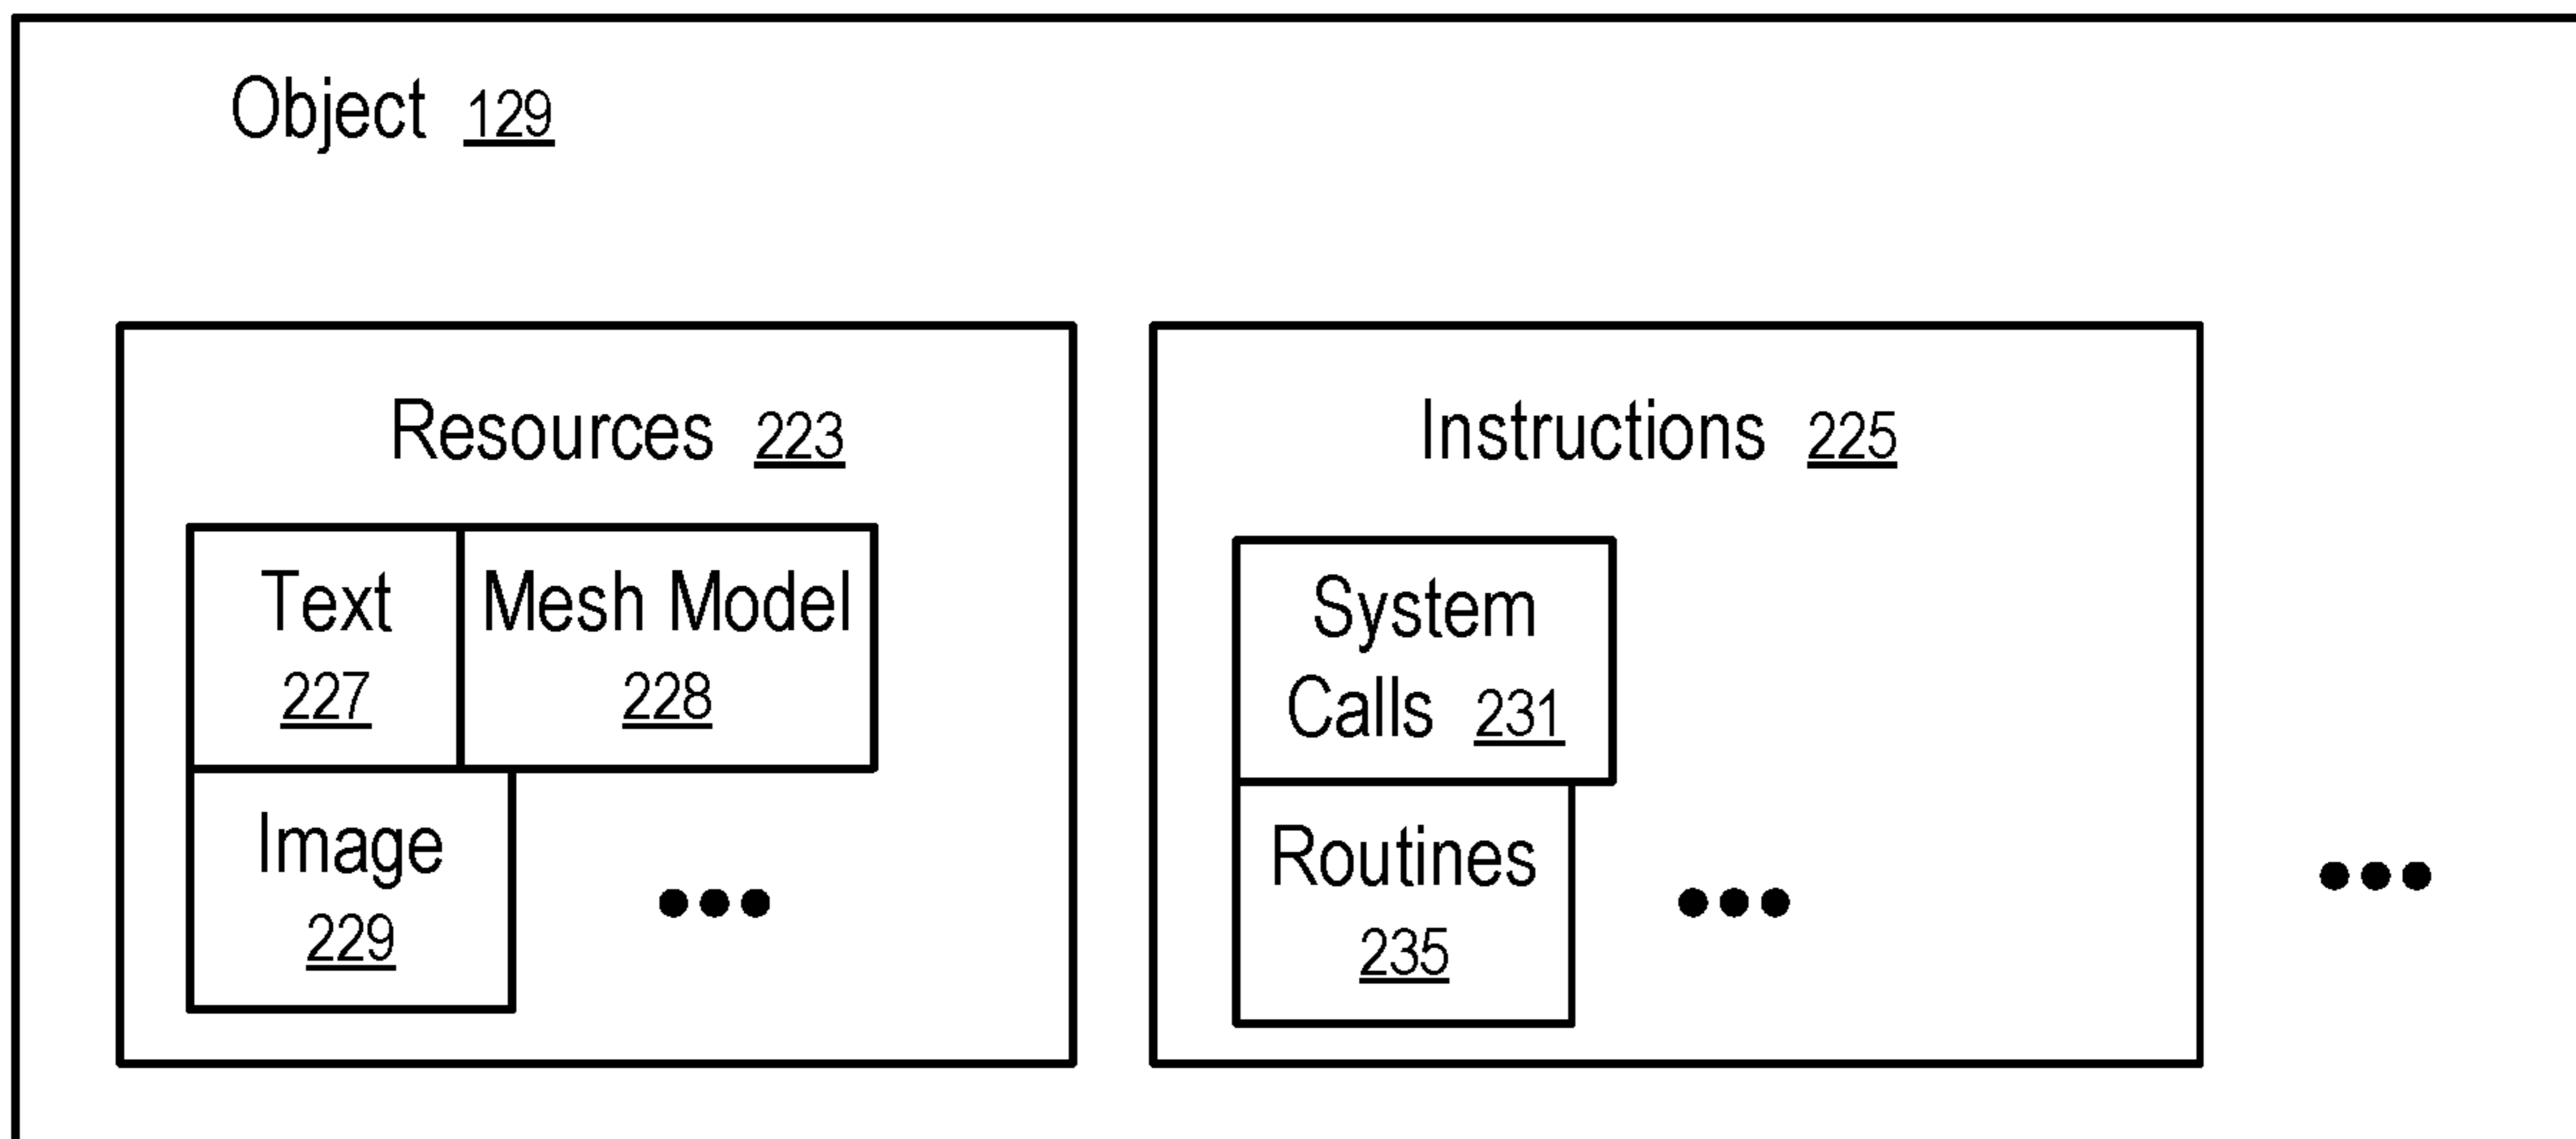 Object 129
Resources 223
Text
227
Mesh Model
228
Image
229
Instructions 225
System
Calls 231
Routines
235